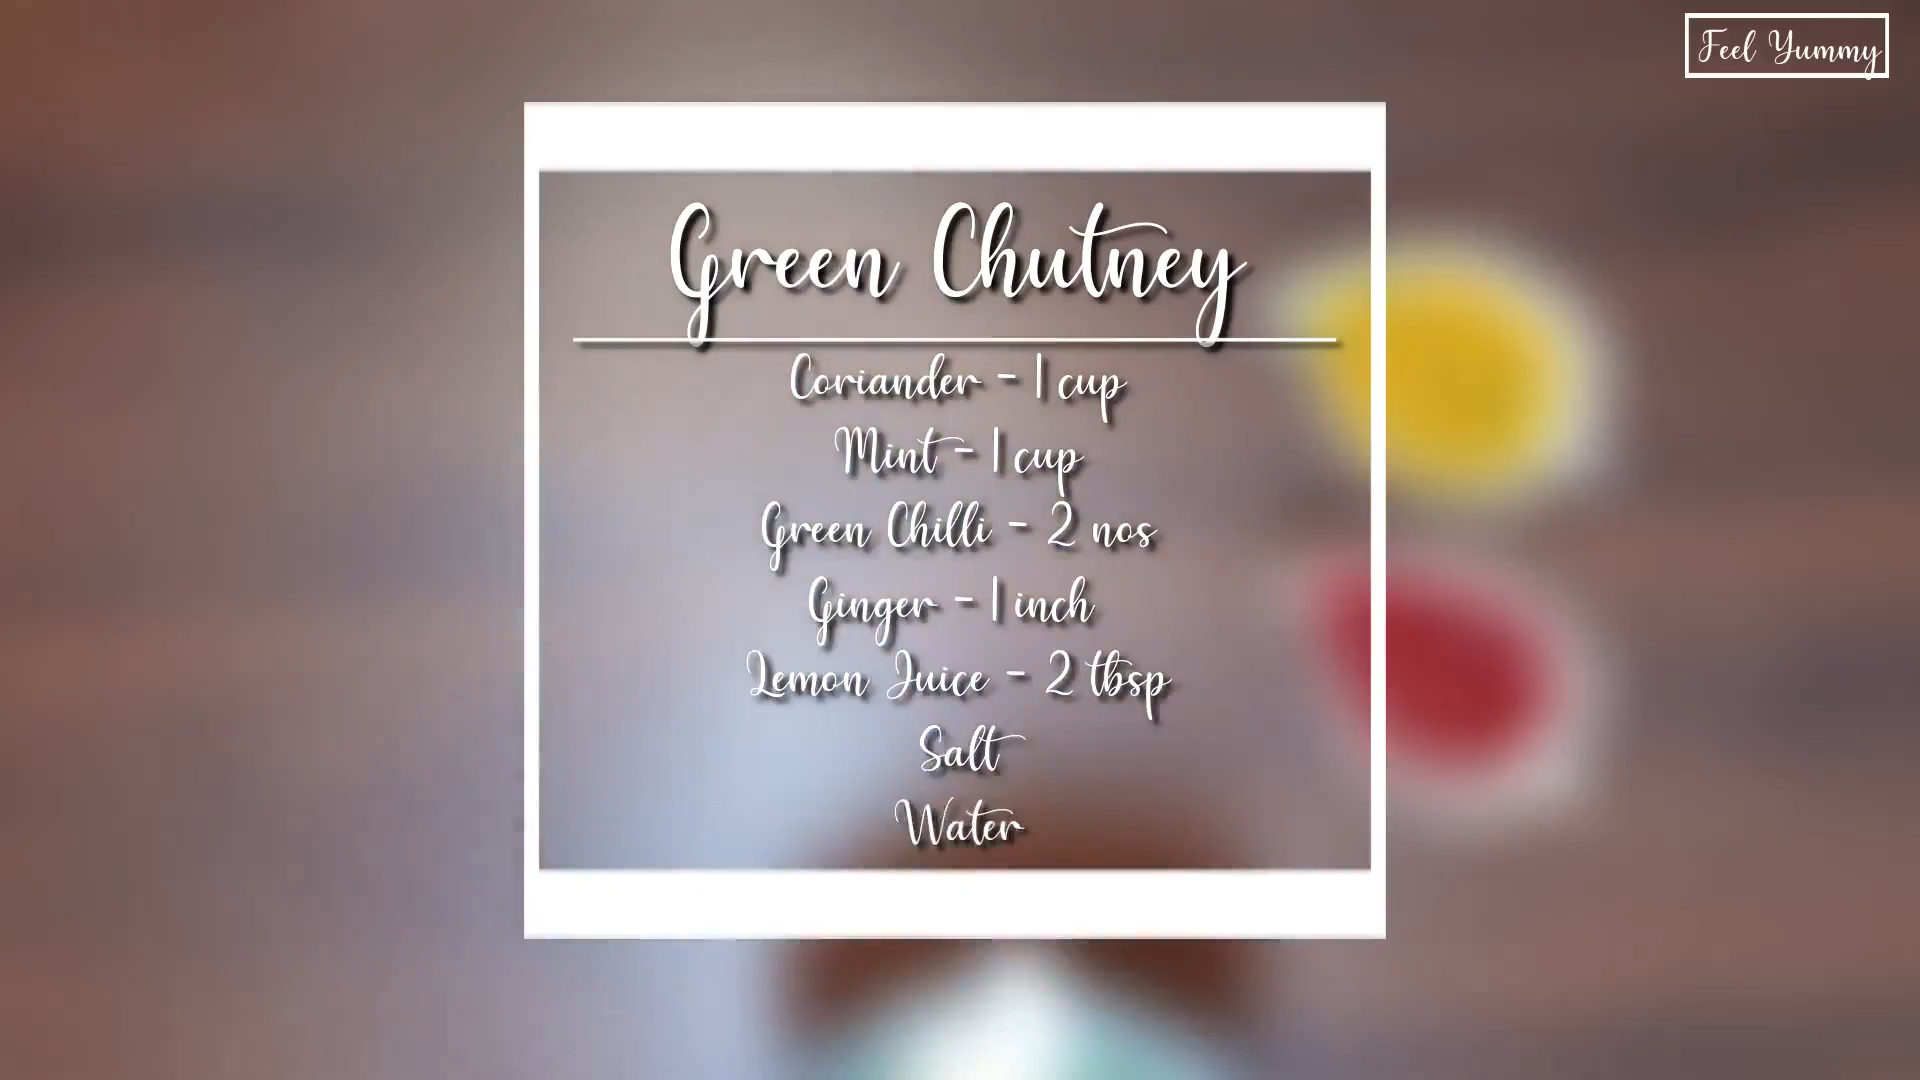 Feel Yummy
Green Chutney
Coriander - 1 cup
Mint - 1 cup
Green Chilli - 2 nos
Ginger - 1 inch
Lemon Juice - 2 tbsp
Salt
Water